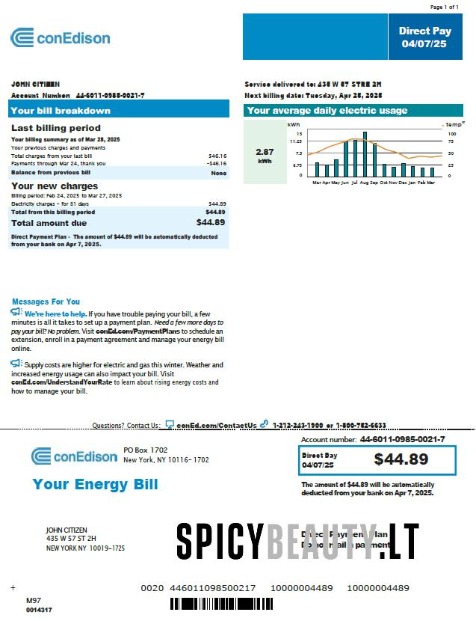 Page 1 of 1
conEdison
Direct Pay
04/07/25
JOHN CITIZEN
Account Number: 44-6011-0985-0021-7
Service delivered to: 435 W 57 STRE 2H
Next billing date: Tuesday, Apr 28, 2025
Your bill breakdown
Your average daily electric usage
Last billing period
Your billing summary as of Mar 28, 2025
Your previous charges and payments
Total charges from your last bill $46.16
Payments through Mar 24, thank you -$46.16
Balance from previous bill None
Your new charges
Billing period: Feb 24, 2025 to Mar 27, 2025
Electricity charges - for 31 days $44.89
Total from this billing period $44.89
Total amount due $44.89
Direct Payment Plan - The amount of $44.89 will be automatically deducted
from your bank on Apr 7, 2025.
2.87
kWh
kWh
15
7.5
0
100
75
50
25
0
Mar Apr May Jun Jul Aug Sep Oct Nov Dec Jan Feb Mar
Messages For You
We're here to help. If you have trouble paying your bill, a few
minutes is all it takes to set up a payment plan. Need a few more days to
pay your bill? No problem. Visit conEd.com/PaymentPlans to schedule an
extension, enroll in a payment agreement and manage your energy bill
online.
Supply costs are higher for electric and gas this winter. Weather and
increased energy usage can also impact your bill. Visit
conEd.com/UnderstandYourRate to learn about rising energy costs and
how to manage your bill.
Questions? Contact Us: conEd.com/ContactUs 1-212-243-1900 or 1-800-752-6633
Account number: 44-6011-0985-0021-7
conEdison
PO Box 1702
New York, NY 10116-1702
Direct Pay
04/07/25
$44.89
Your Energy Bill
The amount of $44.89 will be automatically
deducted from your bank on Apr 7, 2025.
JOHN CITIZEN
435 W 57 ST 2H
NEW YORK NY 10019-1725
SPICYBEAUTY.LT
Direct Payment Plan
0020 446011098500217 10000004489 10000004489
M97
0014317